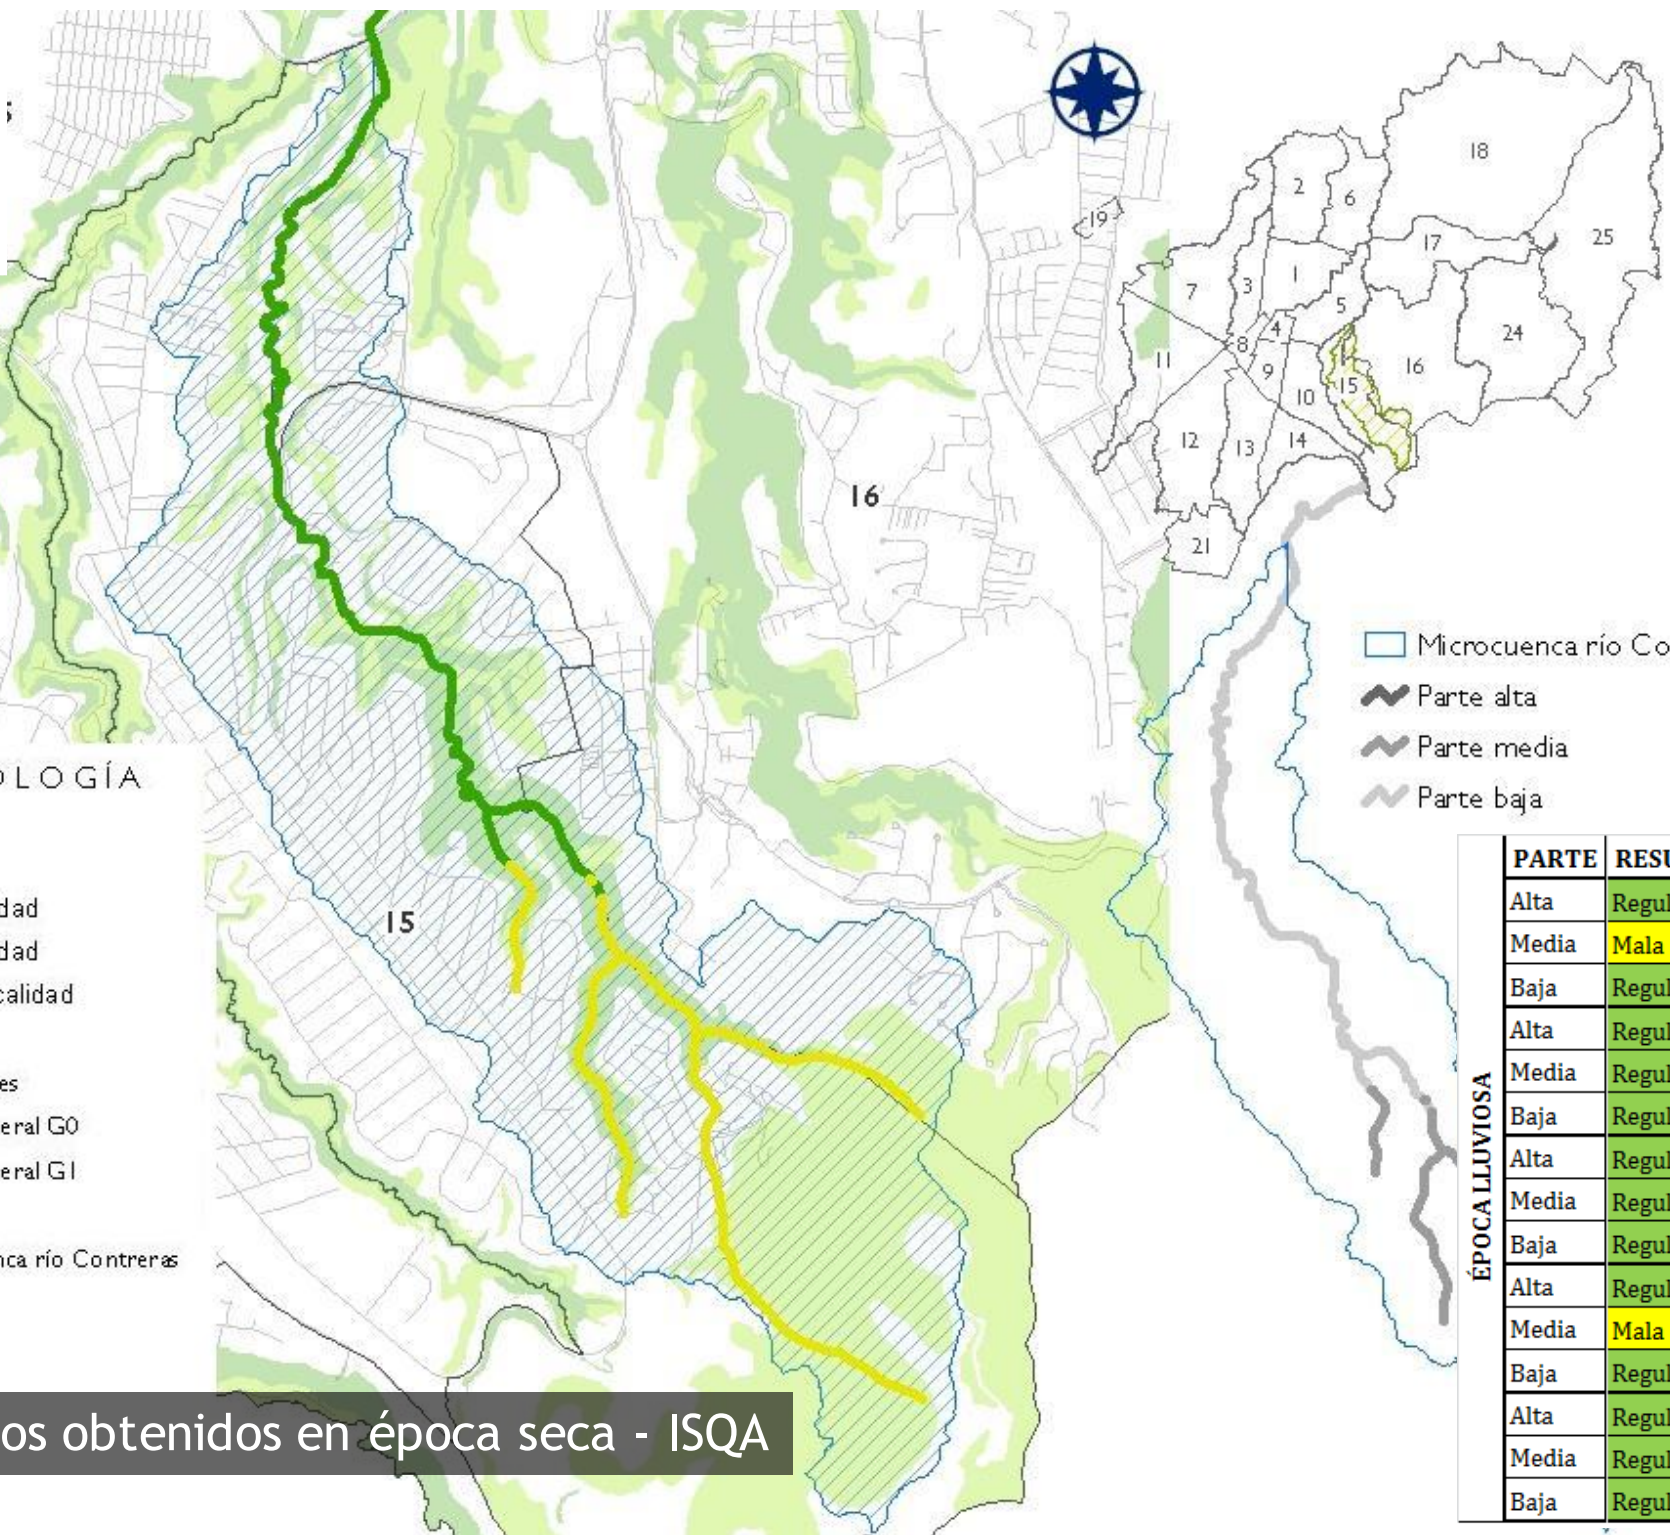 18
2
6
19
17
25
7
3
1
5
4
8
24
11
9
16
15
10
12
13
14
21
16
Microcuenca río Co
Parte alta
Parte media
Parte baja
OLOGÍA
dad
dad
calidad
es
eral G0
eral G1
nca río Contreras
15
PARTE RESU
Alta Regul
Media Mala
Baja Regul
Alta Regul
Media Regul
Baja Regul
Alta Regul
Media Regul
Baja Regul
Alta Regul
Media Mala
Baja Regul
Alta Regul
Media Regul
Baja Regul
ÉPOCA LLUVIOSA
os obtenidos en época seca - ISQA